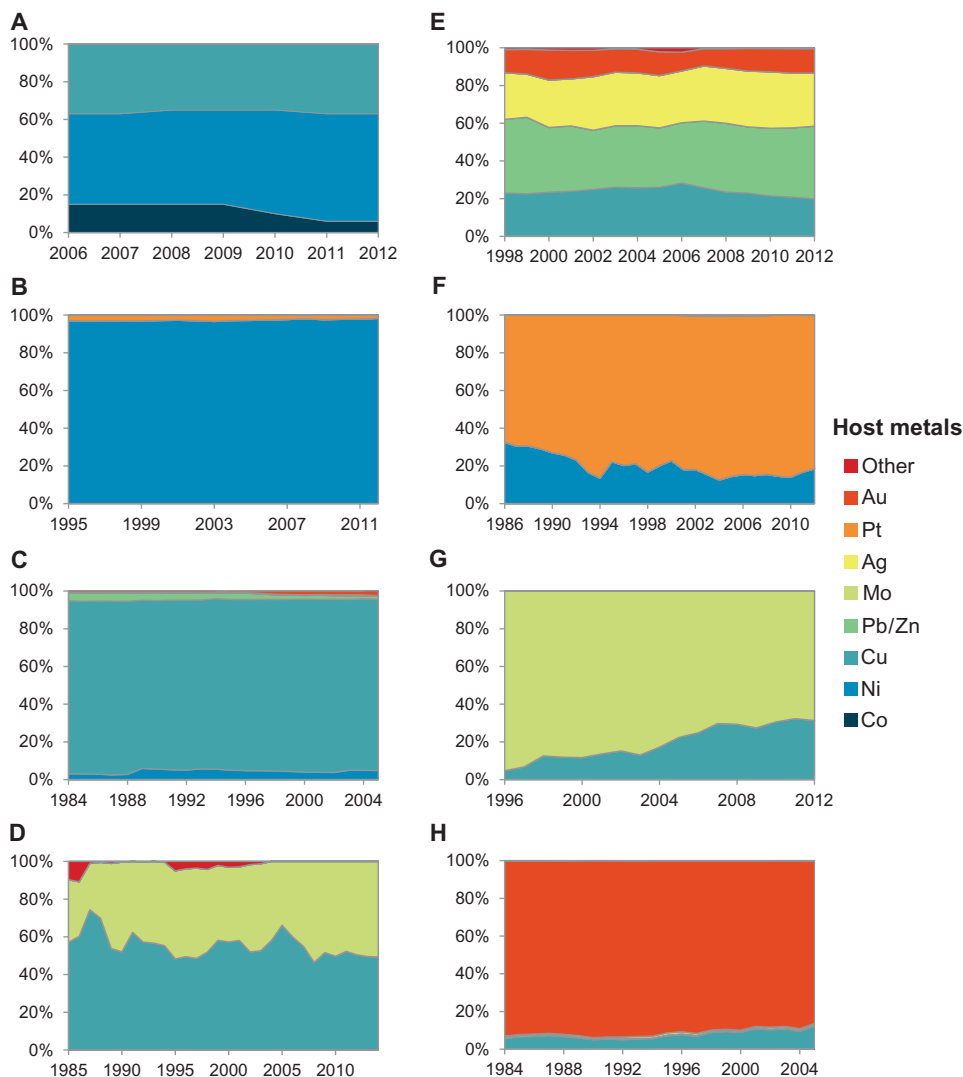 A
100%
80%
60%
40%
20%
0%
2006 2007 2008 2009 2010 2011 2012
B
100%
80%
60%
40%
20%
0%
1995 1999 2003 2007 2011
C
100%
80%
60%
40%
20%
0%
1984 1988 1992 1996 2000 2004
D
100%
80%
60%
40%
20%
0%
1985 1990 1995 2000 2005 2010
E
100%
80%
60%
40%
20%
0%
1998 2000 2002 2004 2006 2008 2010 2012
F
100%
80%
60%
40%
20%
0%
1986 1990 1994 1998 2002 2006 2010
G
100%
80%
60%
40%
20%
0%
1996 2000 2004 2008 2012
H
100%
80%
60%
40%
20%
0%
1984 1988 1992 1996 2000 2004
Host metals
Other
Au
Pt
Ag
Mo
Pb/Zn
Cu
Ni
Co